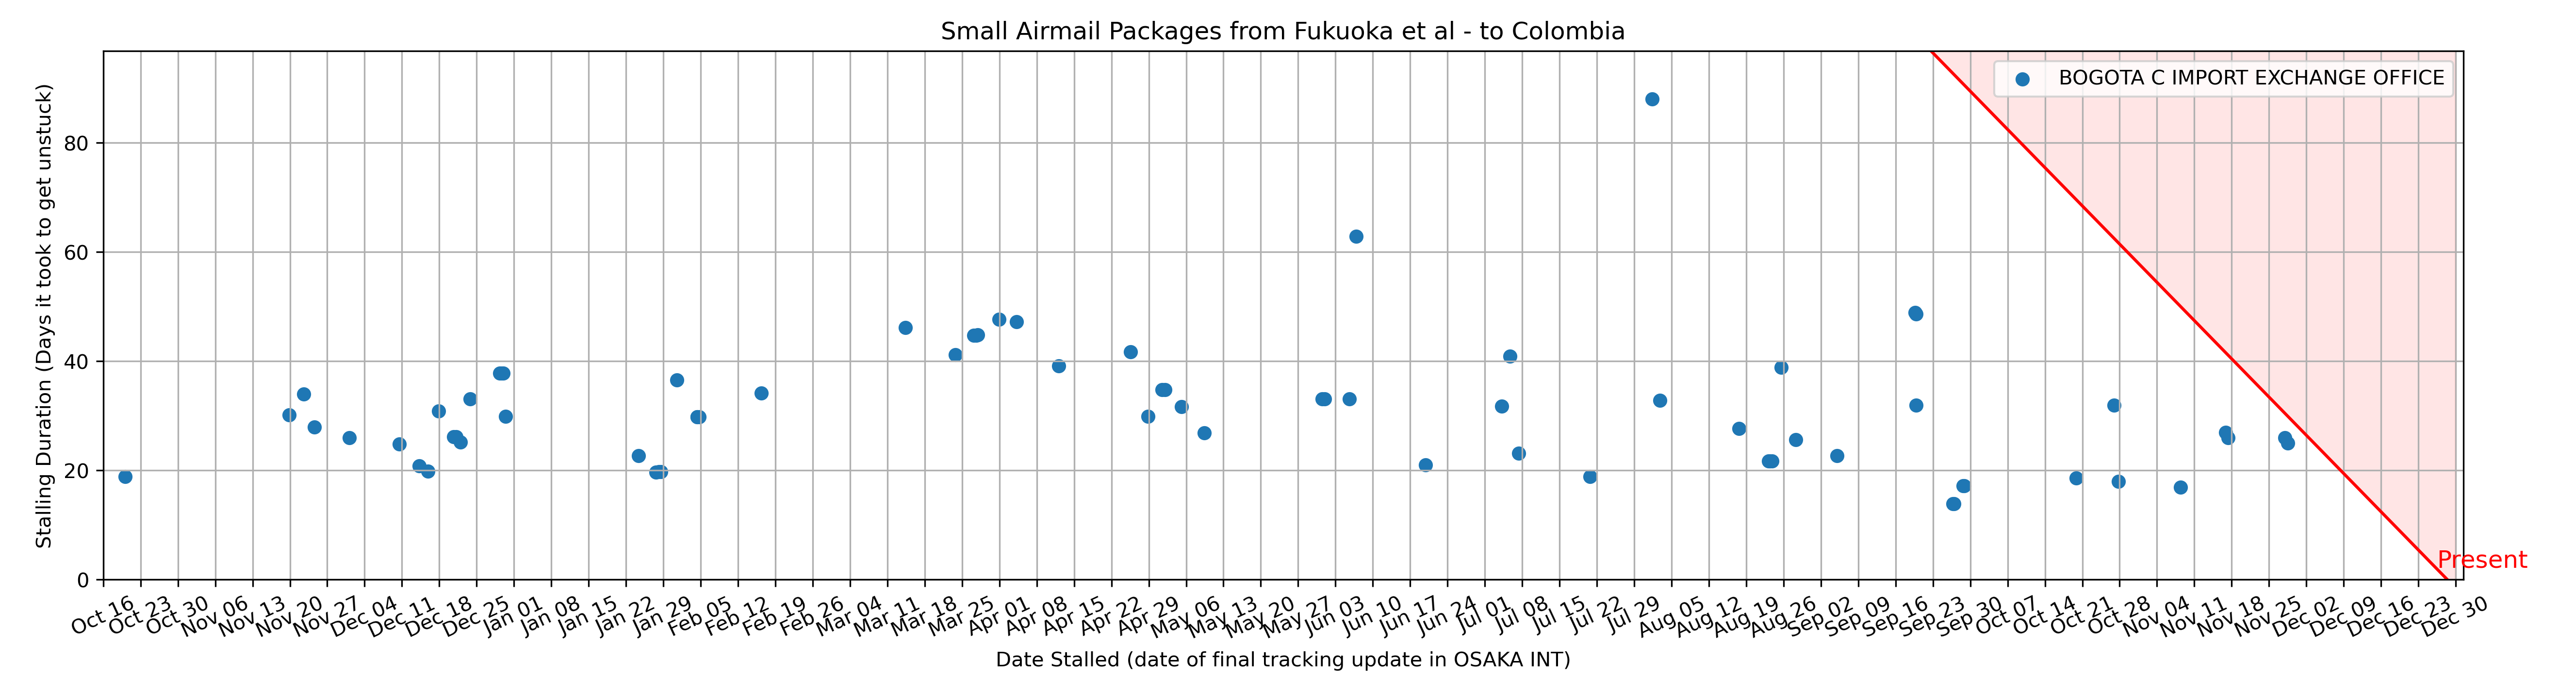 Small Airmail Packages from Fukuoka et al - to Colombia
BOGOTA C IMPORT EXCHANGE OFFICE
Stalling Duration (Days it took to get unstuck)
80
60
40
20
0
Present
Oct 16
Oct 23
Oct 30
Nov 06
Nov 13
Nov 20
Nov 27
Dec 04
Dec 11
Dec 18
Dec 25
Jan 01
Jan 08
Jan 15
Jan 22
Jan 29
Feb 05
Feb 12
Feb 19
Feb 26
Mar 04
Mar 11
Mar 18
Mar 25
Apr 01
Apr 08
Apr 15
Apr 22
Apr 29
May 06
May 13
May 20
May 27
Jun 03
Jun 10
Jun 17
Jun 24
Jul 01
Jul 08
Jul 15
Jul 22
Jul 29
Aug 05
Aug 12
Aug 19
Aug 26
Sep 02
Sep 09
Sep 16
Sep 23
Sep 30
Oct 07
Oct 14
Oct 21
Oct 28
Nov 04
Nov 11
Nov 18
Nov 25
Dec 02
Dec 09
Dec 16
Dec 23
Dec 30
Date Stalled (date of final tracking update in OSAKA INT)